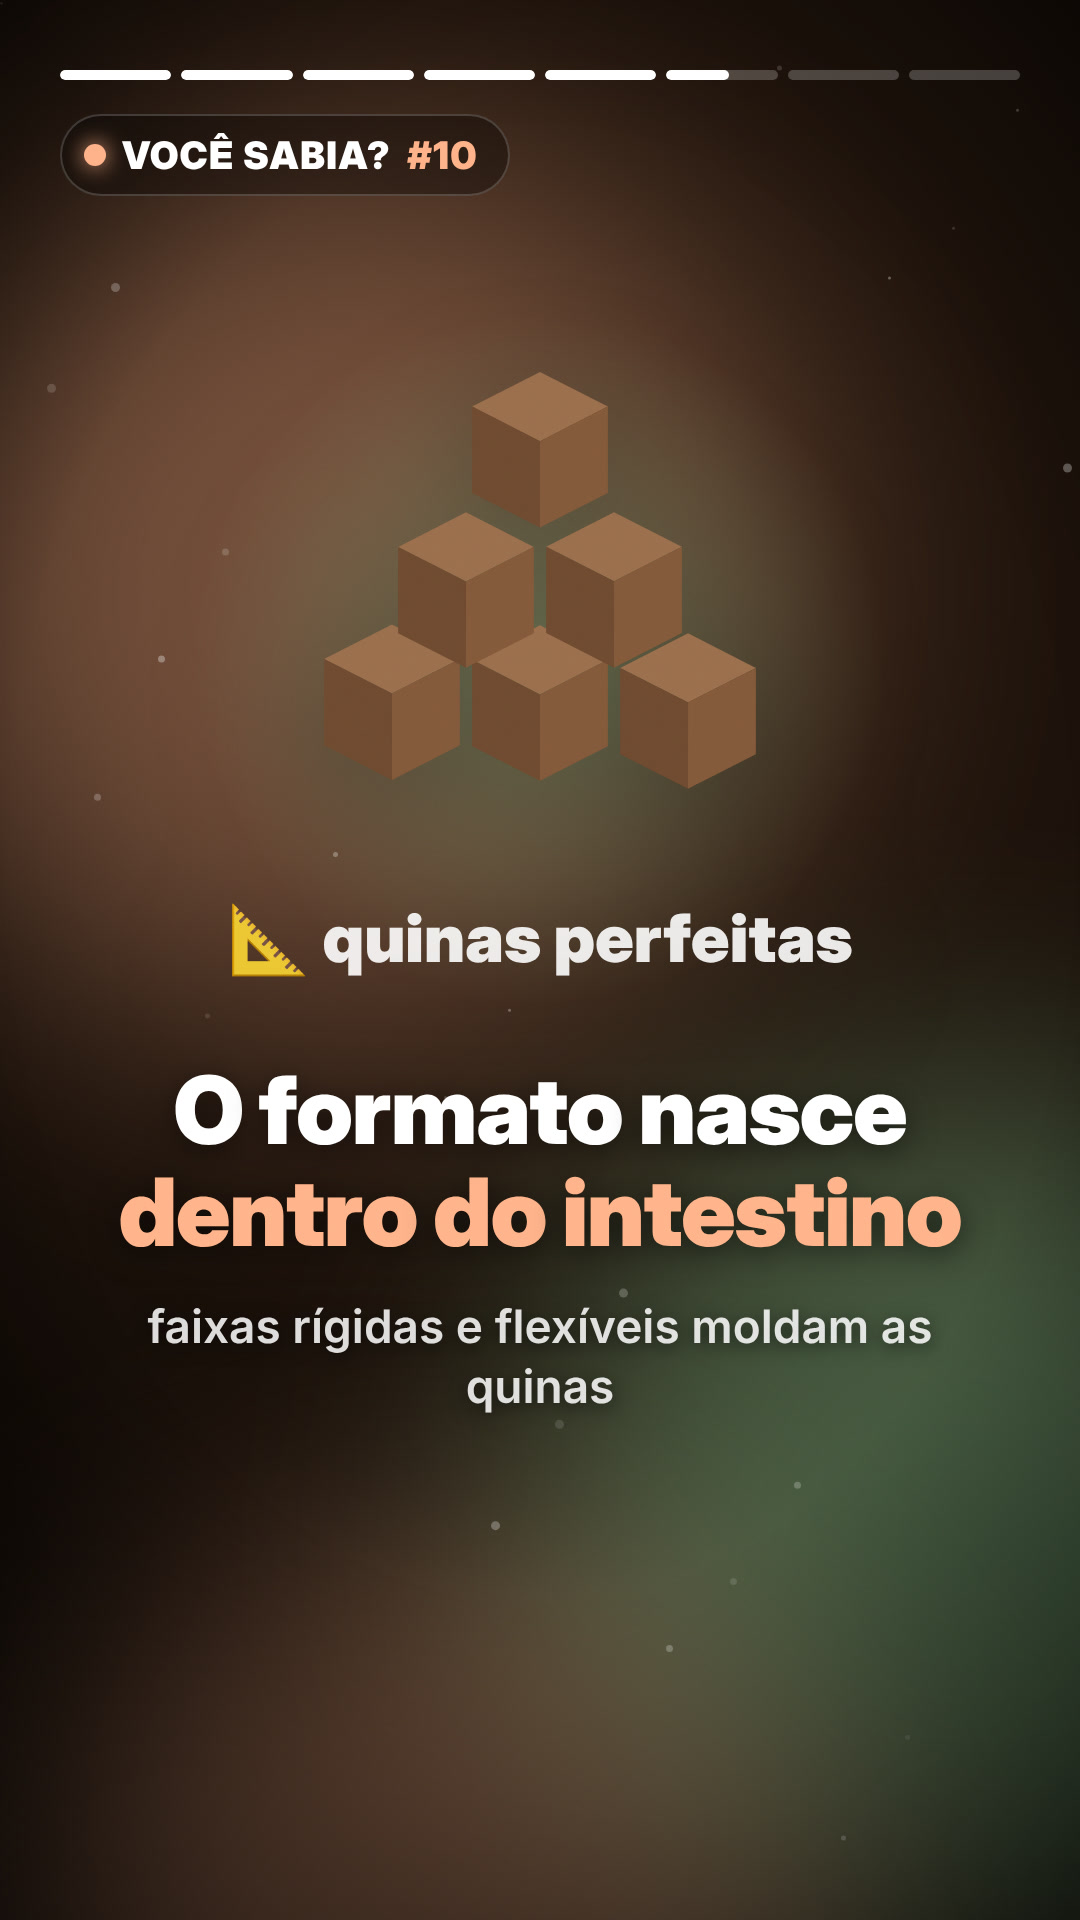 VOCÊ SABIA? #10
📐 quinas perfeitas
O formato nasce
dentro do intestino
faixas rígidas e flexíveis moldam as
quinas